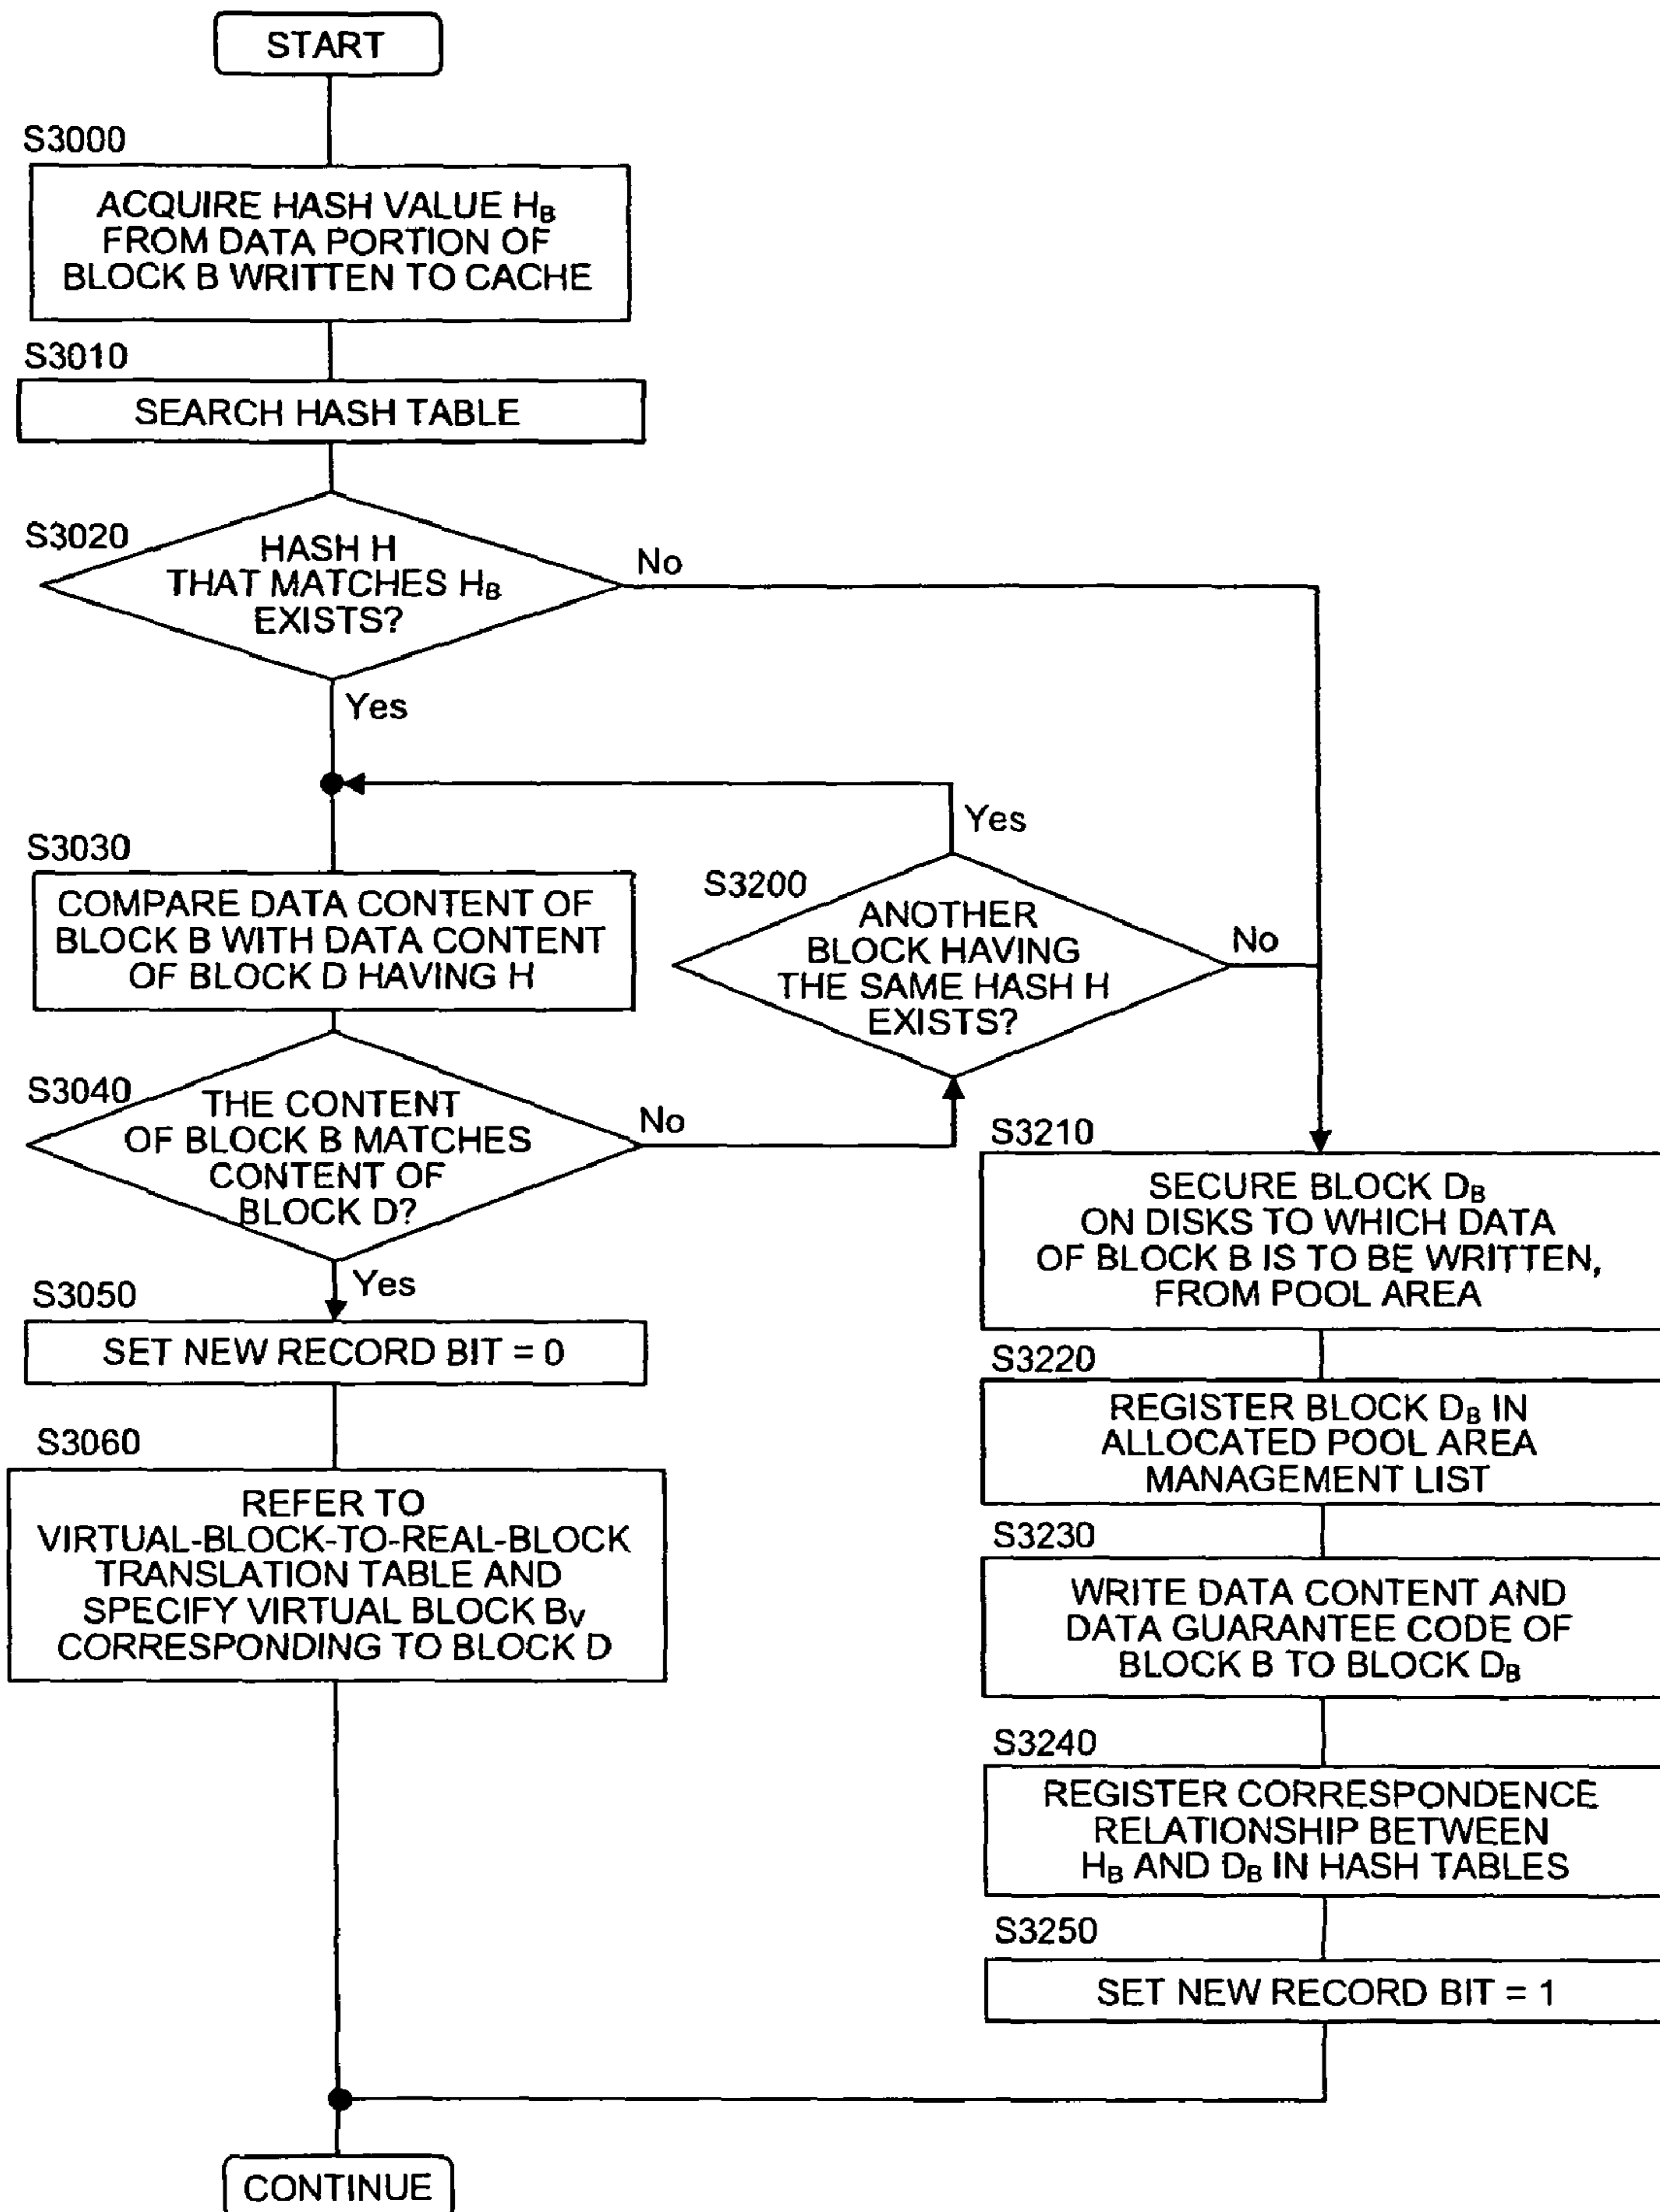 START
S3000
ACQUIRE HASH VALUE HB
FROM DATA PORTION OF
BLOCK B WRITTEN TO CACHE
S3010
SEARCH HASH TABLE
S3020
HASH H
THAT MATCHES HB
EXISTS?
No
Yes
S3030
COMPARE DATA CONTENT OF
BLOCK B WITH DATA CONTENT
OF BLOCK D HAVING H
S3040
THE CONTENT
OF BLOCK B MATCHES
CONTENT OF
BLOCK D?
No
Yes
S3050
SET NEW RECORD BIT = 0
S3060
REFER TO
VIRTUAL-BLOCK-TO-REAL-BLOCK
TRANSLATION TABLE AND
SPECIFY VIRTUAL BLOCK BV
CORRESPONDING TO BLOCK D
Yes
S3200
ANOTHER
BLOCK HAVING
THE SAME HASH H
EXISTS?
No
S3210
SECURE BLOCK DB
ON DISKS TO WHICH DATA
OF BLOCK B IS TO BE WRITTEN,
FROM POOL AREA
S3220
REGISTER BLOCK DB IN
ALLOCATED POOL AREA
MANAGEMENT LIST
S3230
WRITE DATA CONTENT AND
DATA GUARANTEE CODE OF
BLOCK B TO BLOCK DB
S3240
REGISTER CORRESPONDENCE
RELATIONSHIP BETWEEN
HB AND DB IN HASH TABLES
S3250
SET NEW RECORD BIT = 1
CONTINUE